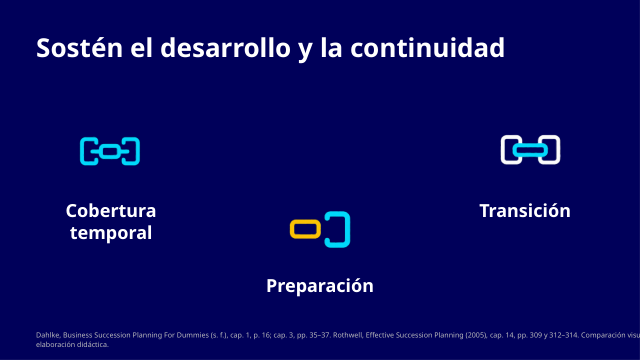 Sostén el desarrollo y la continuidad
Cobertura
temporal
Preparación
Transición
Dahlke, Business Succession Planning For Dummies (s. f.), cap. 1, p. 16; cap. 3, pp. 35–37. Rothwell, Effective Succession Planning (2005), cap. 14, pp. 309 y 312–314. Comparación visu
elaboración didáctica.